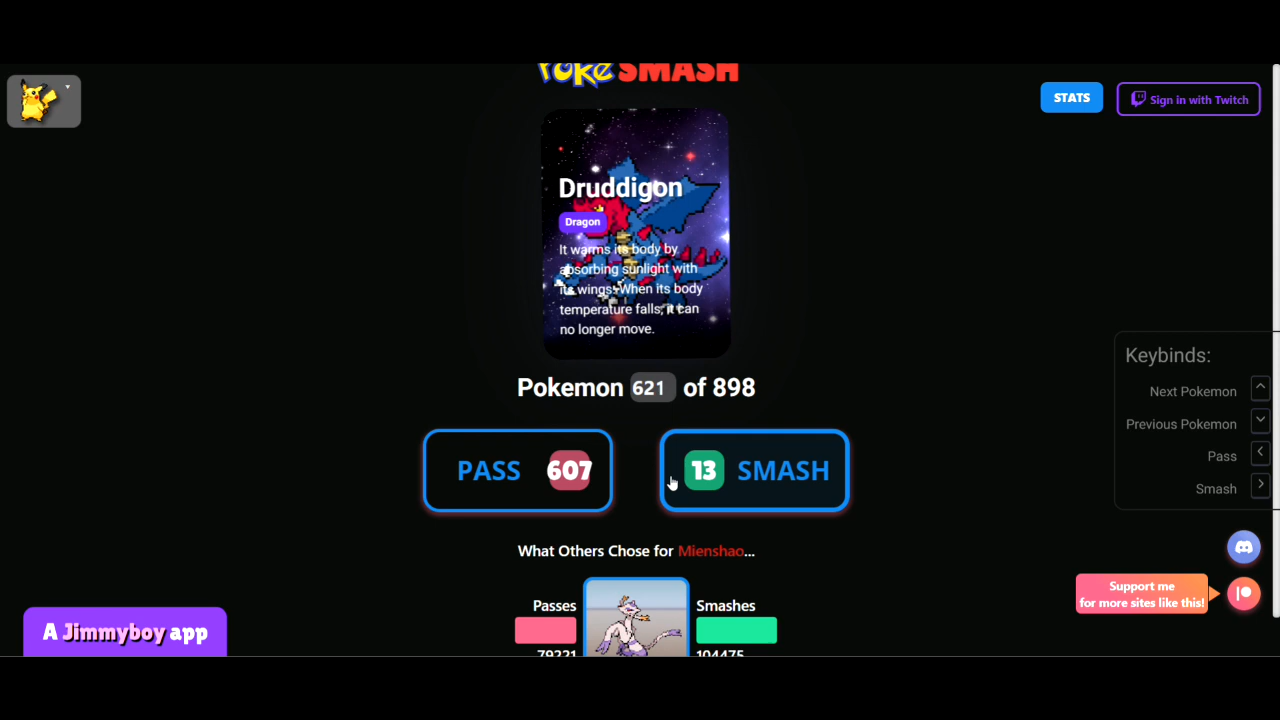 POKÉ SMASH
STATS
Sign in with Twitch
Druddigon
Dragon
It warms its body by
absorbing sunlight with
its wings. When its body
temperature falls, it can
no longer move.
Pokemon 621 of 898
PASS 607
13 SMASH
Keybinds:
Next Pokemon
Previous Pokemon
Pass
Smash
What Others Chose for Mienshao...
Passes
Smashes
79221
104475
Support me
for more sites like this!
A Jimmyboy app